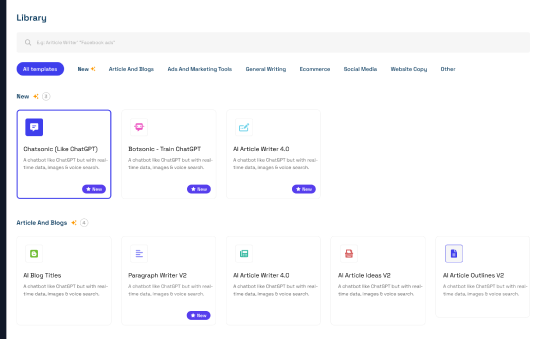 Library
E.g: Article Writer "Facebook ads"
All templates
New
Article And Blogs
Ads And Marketing Tools
General Writing
Ecommerce
Social Media
Website Copy
Other
New
Chatsonic (Like ChatGPT)
A chatbot like ChatGPT but with real-
time data, images & voice search.
New
Botsonic - Train ChatGPT
A chatbot like ChatGPT but with real-
time data, images & voice search.
New
AI Article Writer 4.0
A chatbot like ChatGPT but with real-
time data, images & voice search.
New
Article And Blogs
AI Blog Titles
A chatbot like ChatGPT but with real-
time data, images & voice search.
Paragraph Writer V2
A chatbot like ChatGPT but with real-
time data, images & voice search.
New
AI Article Writer 4.0
A chatbot like ChatGPT but with real-
time data, images & voice search.
AI Article Ideas V2
A chatbot like ChatGPT but with real-
time data, images & voice search.
AI Article Outlines V2
A chatbot like ChatGPT but with real-
time data, images & voice search.